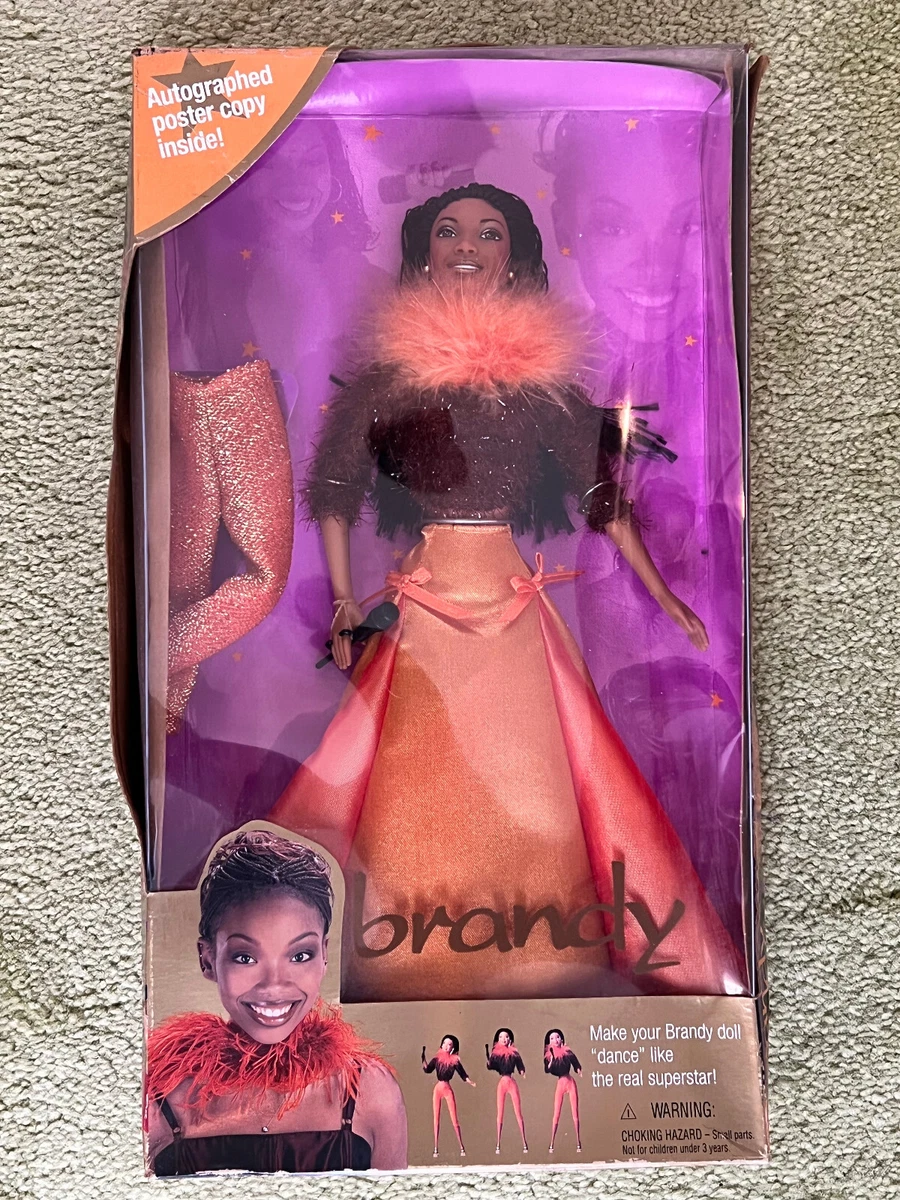 Autographed
poster copy
inside!
brandy
Make your Brandy doll
"dance" like
the real superstar!
⚠ WARNING:
CHOKING HAZARD – Small parts.
Not for children under 3 years.